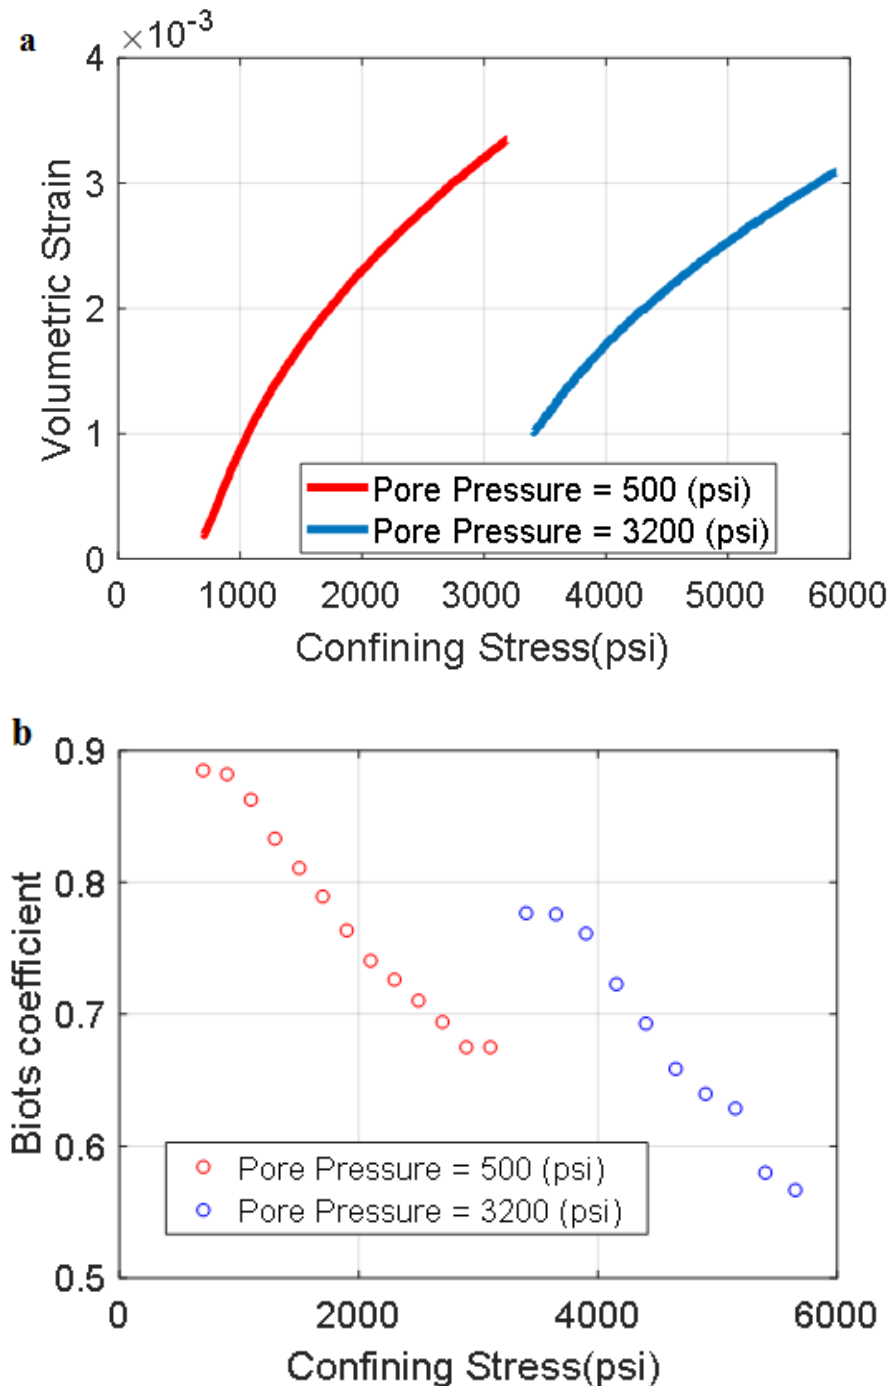 a
×10⁻³
4
3
2
1
0
Volumetric Strain
Pore Pressure = 500 (psi)
Pore Pressure = 3200 (psi)
0 1000 2000 3000 4000 5000 6000
Confining Stress(psi)
b
0.9
0.8
0.7
0.6
0.5
Biots coefficient
Pore Pressure = 500 (psi)
Pore Pressure = 3200 (psi)
0 2000 4000 6000
Confining Stress(psi)